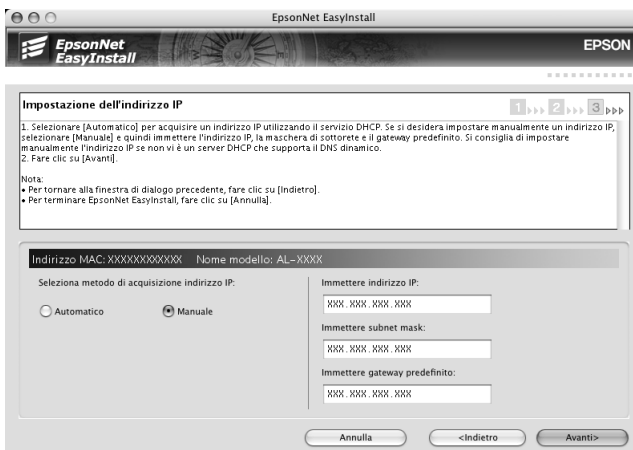 EpsonNet EasyInstall
EpsonNet
EasyInstall
EPSON
Impostazione dell'indirizzo IP
1 2 3
1. Selezionare [Automatico] per acquisire un indirizzo IP utilizzando il servizio DHCP. Se si desidera impostare manualmente un indirizzo IP,
selezionare [Manuale] e quindi immettere l'indirizzo IP, la maschera di sottorete e il gateway predefinito. Si consiglia di impostare
manualmente l'indirizzo IP se non vi è un server DHCP che supporta il DNS dinamico.
2. Fare clic su [Avanti].
Nota:
• Per tornare alla finestra di dialogo precedente, fare clic su [Indietro].
• Per terminare EpsonNet EasyInstall, fare clic su [Annulla].
Indirizzo MAC: XXXXXXXXXXXX Nome modello: AL-XXXX
Seleziona metodo di acquisizione indirizzo IP:
Automatico Manuale
Immettere indirizzo IP:
XXX.XXX.XXX.XXX
Immettere subnet mask:
XXX.XXX.XXX.XXX
Immettere gateway predefinito:
XXX.XXX.XXX.XXX
Annulla <Indietro Avanti>